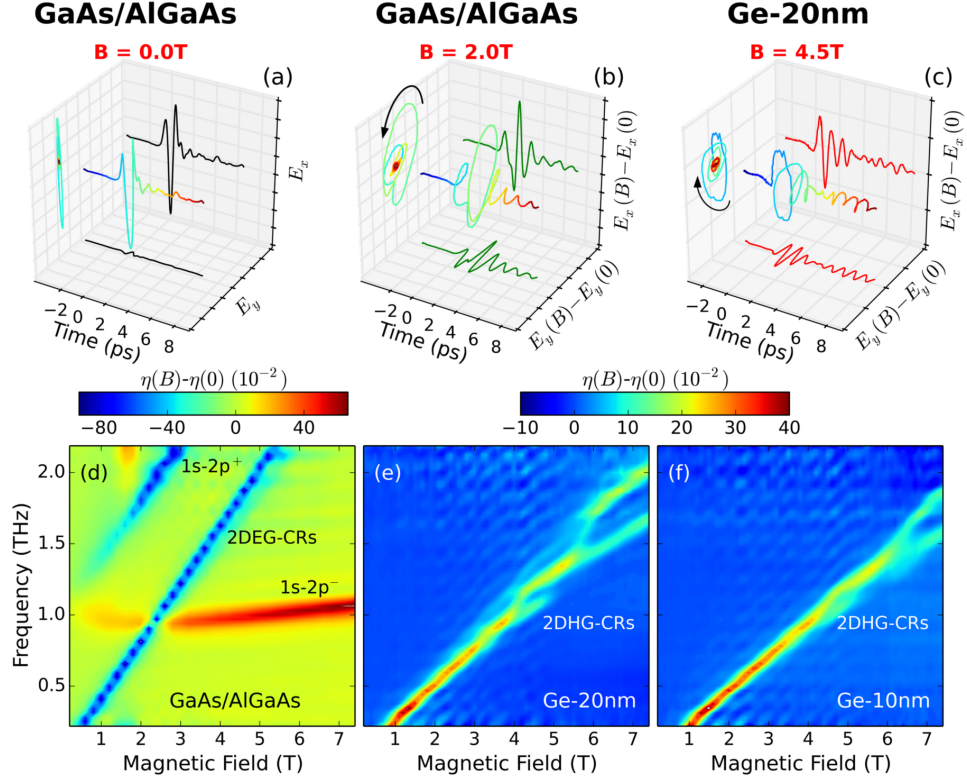 GaAs/AlGaAs GaAs/AlGaAs Ge-20nm
B = 0.0T B = 2.0T B = 4.5T
(a) (b) (c)
E_x E_x(B)−E_x(0) E_x(B)−E_x(0)
E_y E_y(B)−E_y(0) E_y(B)−E_y(0)
−2 0 2 4 6 8 −2 0 2 4 6 8 −2 0 2 4 6 8
Time (ps) Time (ps) Time (ps)
η(B)-η(0) (10⁻²) η(B)-η(0) (10⁻²)
−80 −40 0 40 −10 0 10 20 30 40
(d) 1s-2p⁺ (e) (f)
2DEG-CRs
1s-2p⁻
2DHG-CRs 2DHG-CRs
GaAs/AlGaAs Ge-20nm Ge-10nm
Frequency (THz)
2.0
1.5
1.0
0.5
1 2 3 4 5 6 7 1 2 3 4 5 6 7 1 2 3 4 5 6 7
Magnetic Field (T) Magnetic Field (T) Magnetic Field (T)